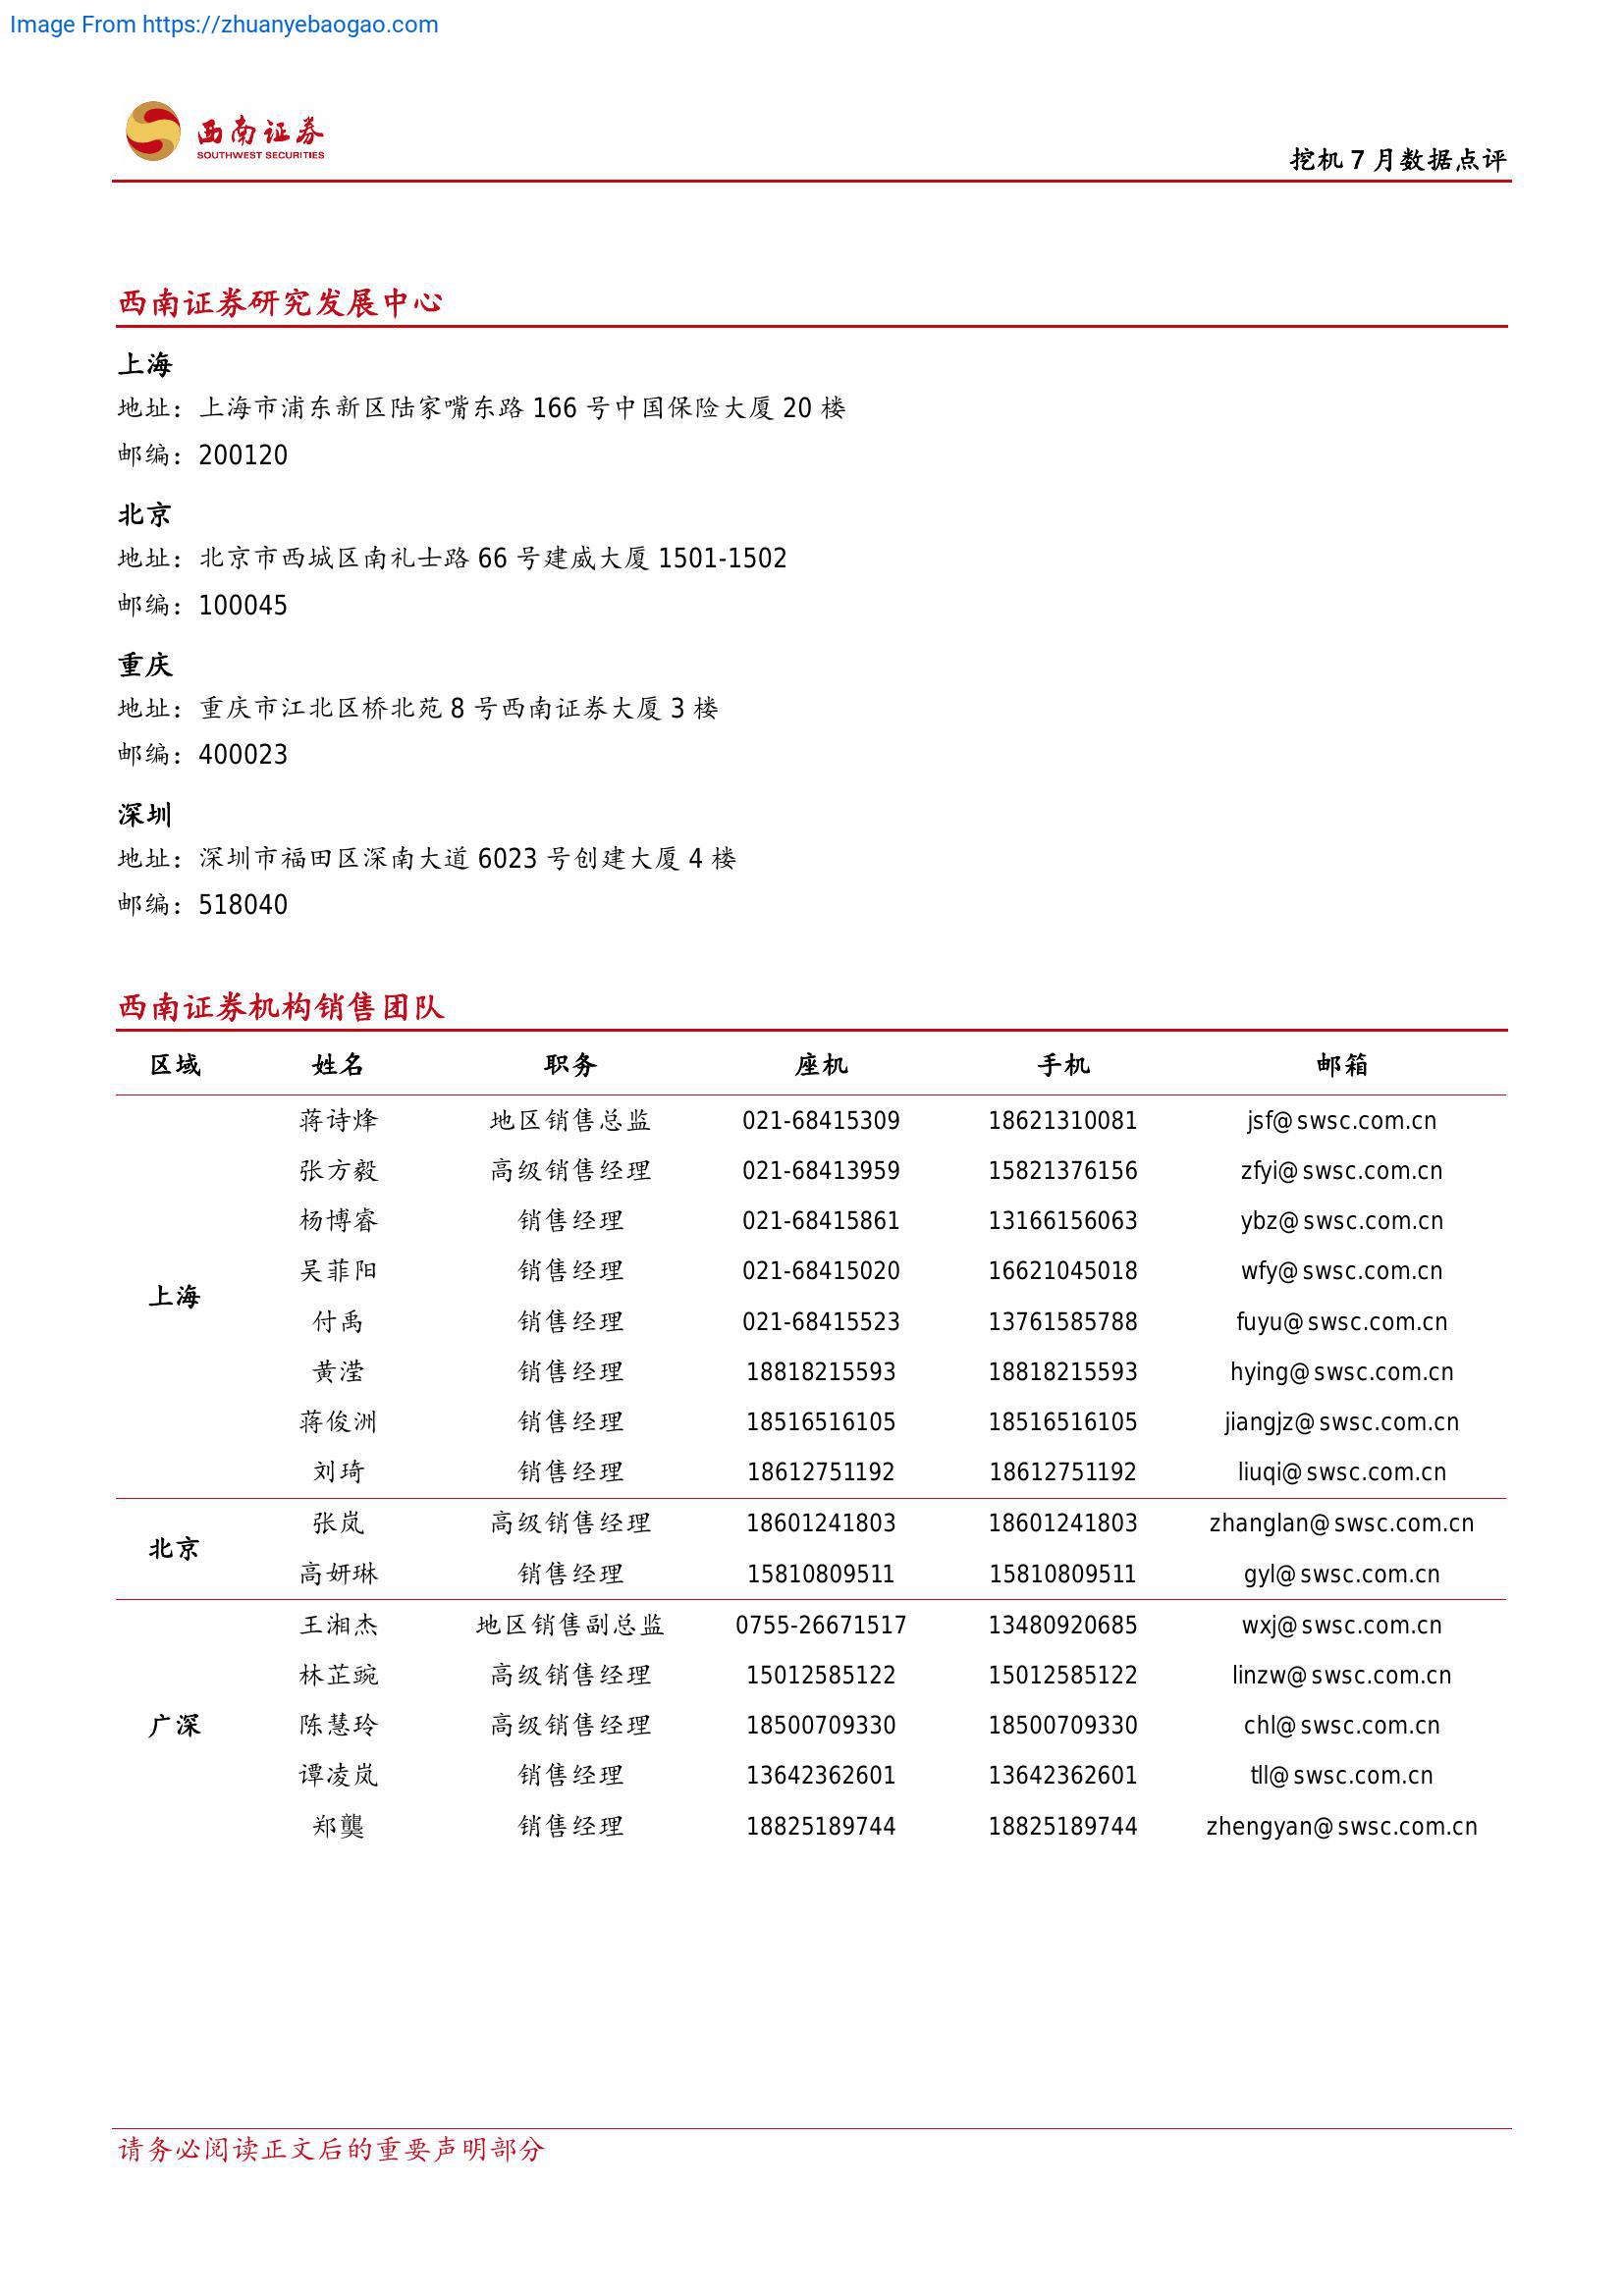 Image From https://zhuanyebaogao.com
西南证券
SOUTHWEST SECURITIES
挖机 7 月数据点评
西南证券研究发展中心
上海
地址：上海市浦东新区陆家嘴东路 166 号中国保险大厦 20 楼
邮编：200120
北京
地址：北京市西城区南礼士路 66 号建威大厦 1501-1502
邮编：100045
重庆
地址：重庆市江北区桥北苑 8 号西南证券大厦 3 楼
邮编：400023
深圳
地址：深圳市福田区深南大道 6023 号创建大厦 4 楼
邮编：518040
西南证券机构销售团队
区域 姓名 职务 座机 手机 邮箱
上海
蒋诗烽 地区销售总监 021-68415309 18621310081 jsf@swsc.com.cn
张方毅 高级销售经理 021-68413959 15821376156 zfyi@swsc.com.cn
杨博睿 销售经理 021-68415861 13166156063 ybz@swsc.com.cn
吴菲阳 销售经理 021-68415020 16621045018 wfy@swsc.com.cn
付禹 销售经理 021-68415523 13761585788 fuyu@swsc.com.cn
黄滢 销售经理 18818215593 18818215593 hying@swsc.com.cn
蒋俊洲 销售经理 18516516105 18516516105 jiangjz@swsc.com.cn
刘琦 销售经理 18612751192 18612751192 liuqi@swsc.com.cn
北京
张岚 高级销售经理 18601241803 18601241803 zhanglan@swsc.com.cn
高妍琳 销售经理 15810809511 15810809511 gyl@swsc.com.cn
广深
王湘杰 地区销售副总监 0755-26671517 13480920685 wxj@swsc.com.cn
林芷豌 高级销售经理 15012585122 15012585122 linzw@swsc.com.cn
陈慧玲 高级销售经理 18500709330 18500709330 chl@swsc.com.cn
谭凌岚 销售经理 13642362601 13642362601 tll@swsc.com.cn
郑龑 销售经理 18825189744 18825189744 zhengyan@swsc.com.cn
请务必阅读正文后的重要声明部分